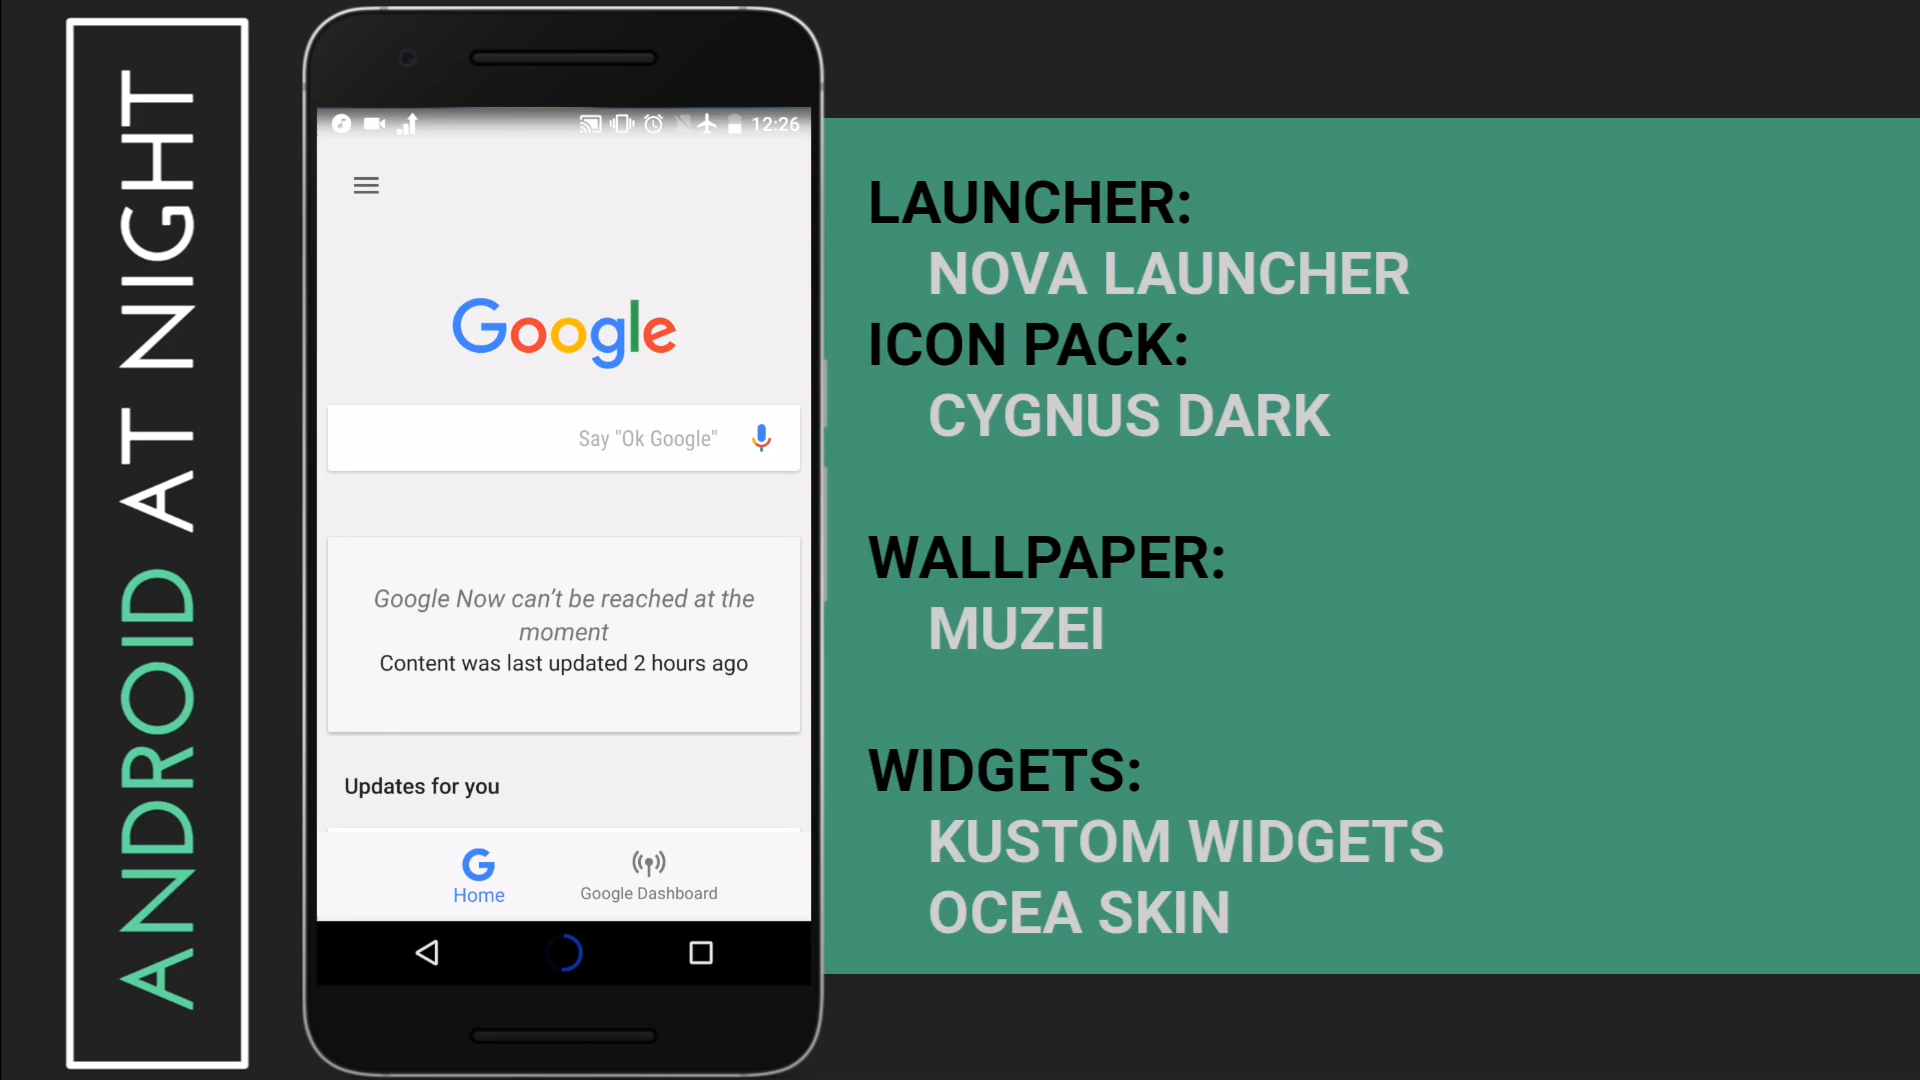 ANDROID AT NIGHT
12:26
Google
Say "Ok Google"
Google Now can’t be reached at the
moment
Content was last updated 2 hours ago
Updates for you
G
Home
Google Dashboard
LAUNCHER:
NOVA LAUNCHER
ICON PACK:
CYGNUS DARK
WALLPAPER:
MUZEI
WIDGETS:
KUSTOM WIDGETS
OCEA SKIN